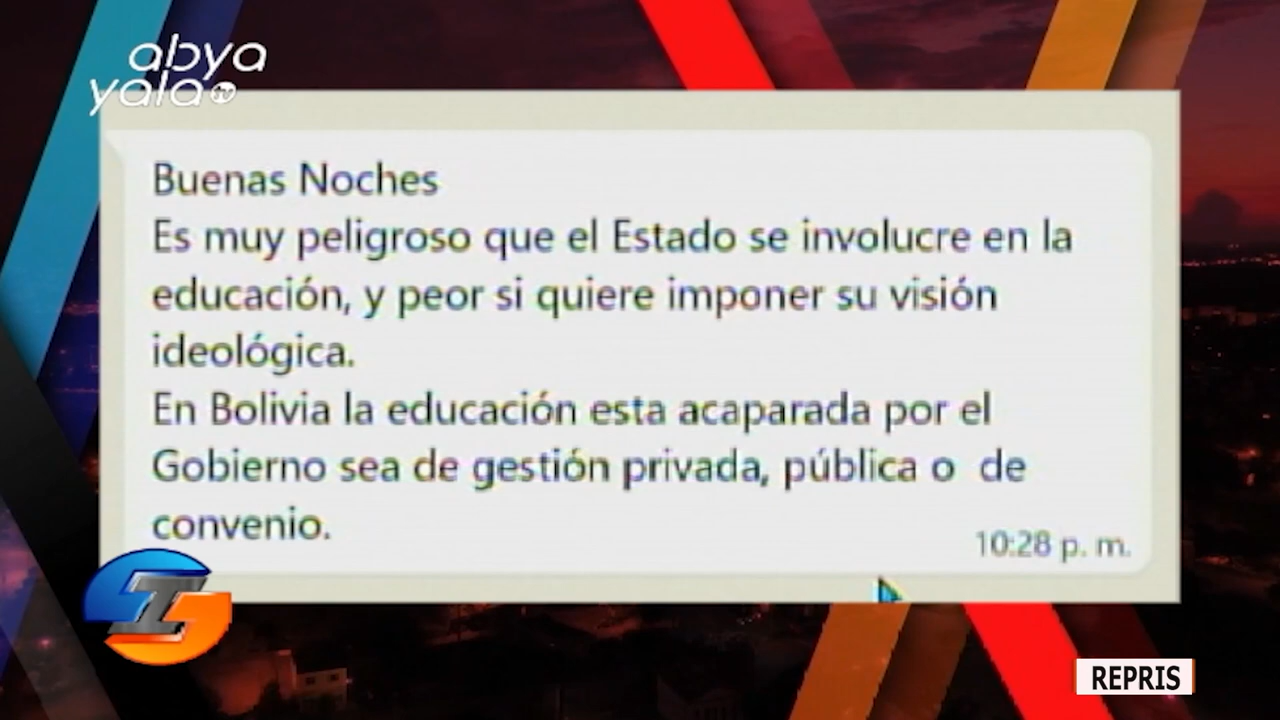 abya
yala tv
Buenas Noches
Es muy peligroso que el Estado se involucre en la
educación, y peor si quiere imponer su visión
ideológica.
En Bolivia la educación esta acaparada por el
Gobierno sea de gestión privada, pública o  de
convenio.
10:28 p. m.
REPRIS